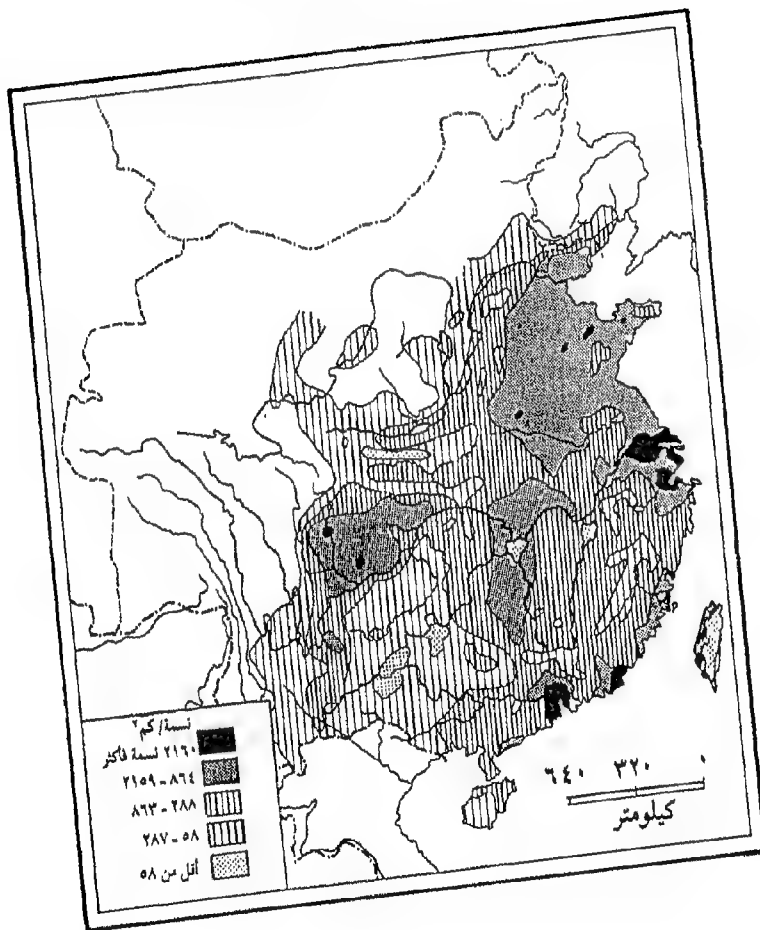 نسمة/كم٢
٢١٦٠ نسمة فأكثر
٨٦٤ - ٢١٥٩
٢٨٨ - ٨٦٣
٥٨ - ٢٨٧
أقل من ٥٨
٦٤٠ ٣٢٠ ٠
كيلومتر